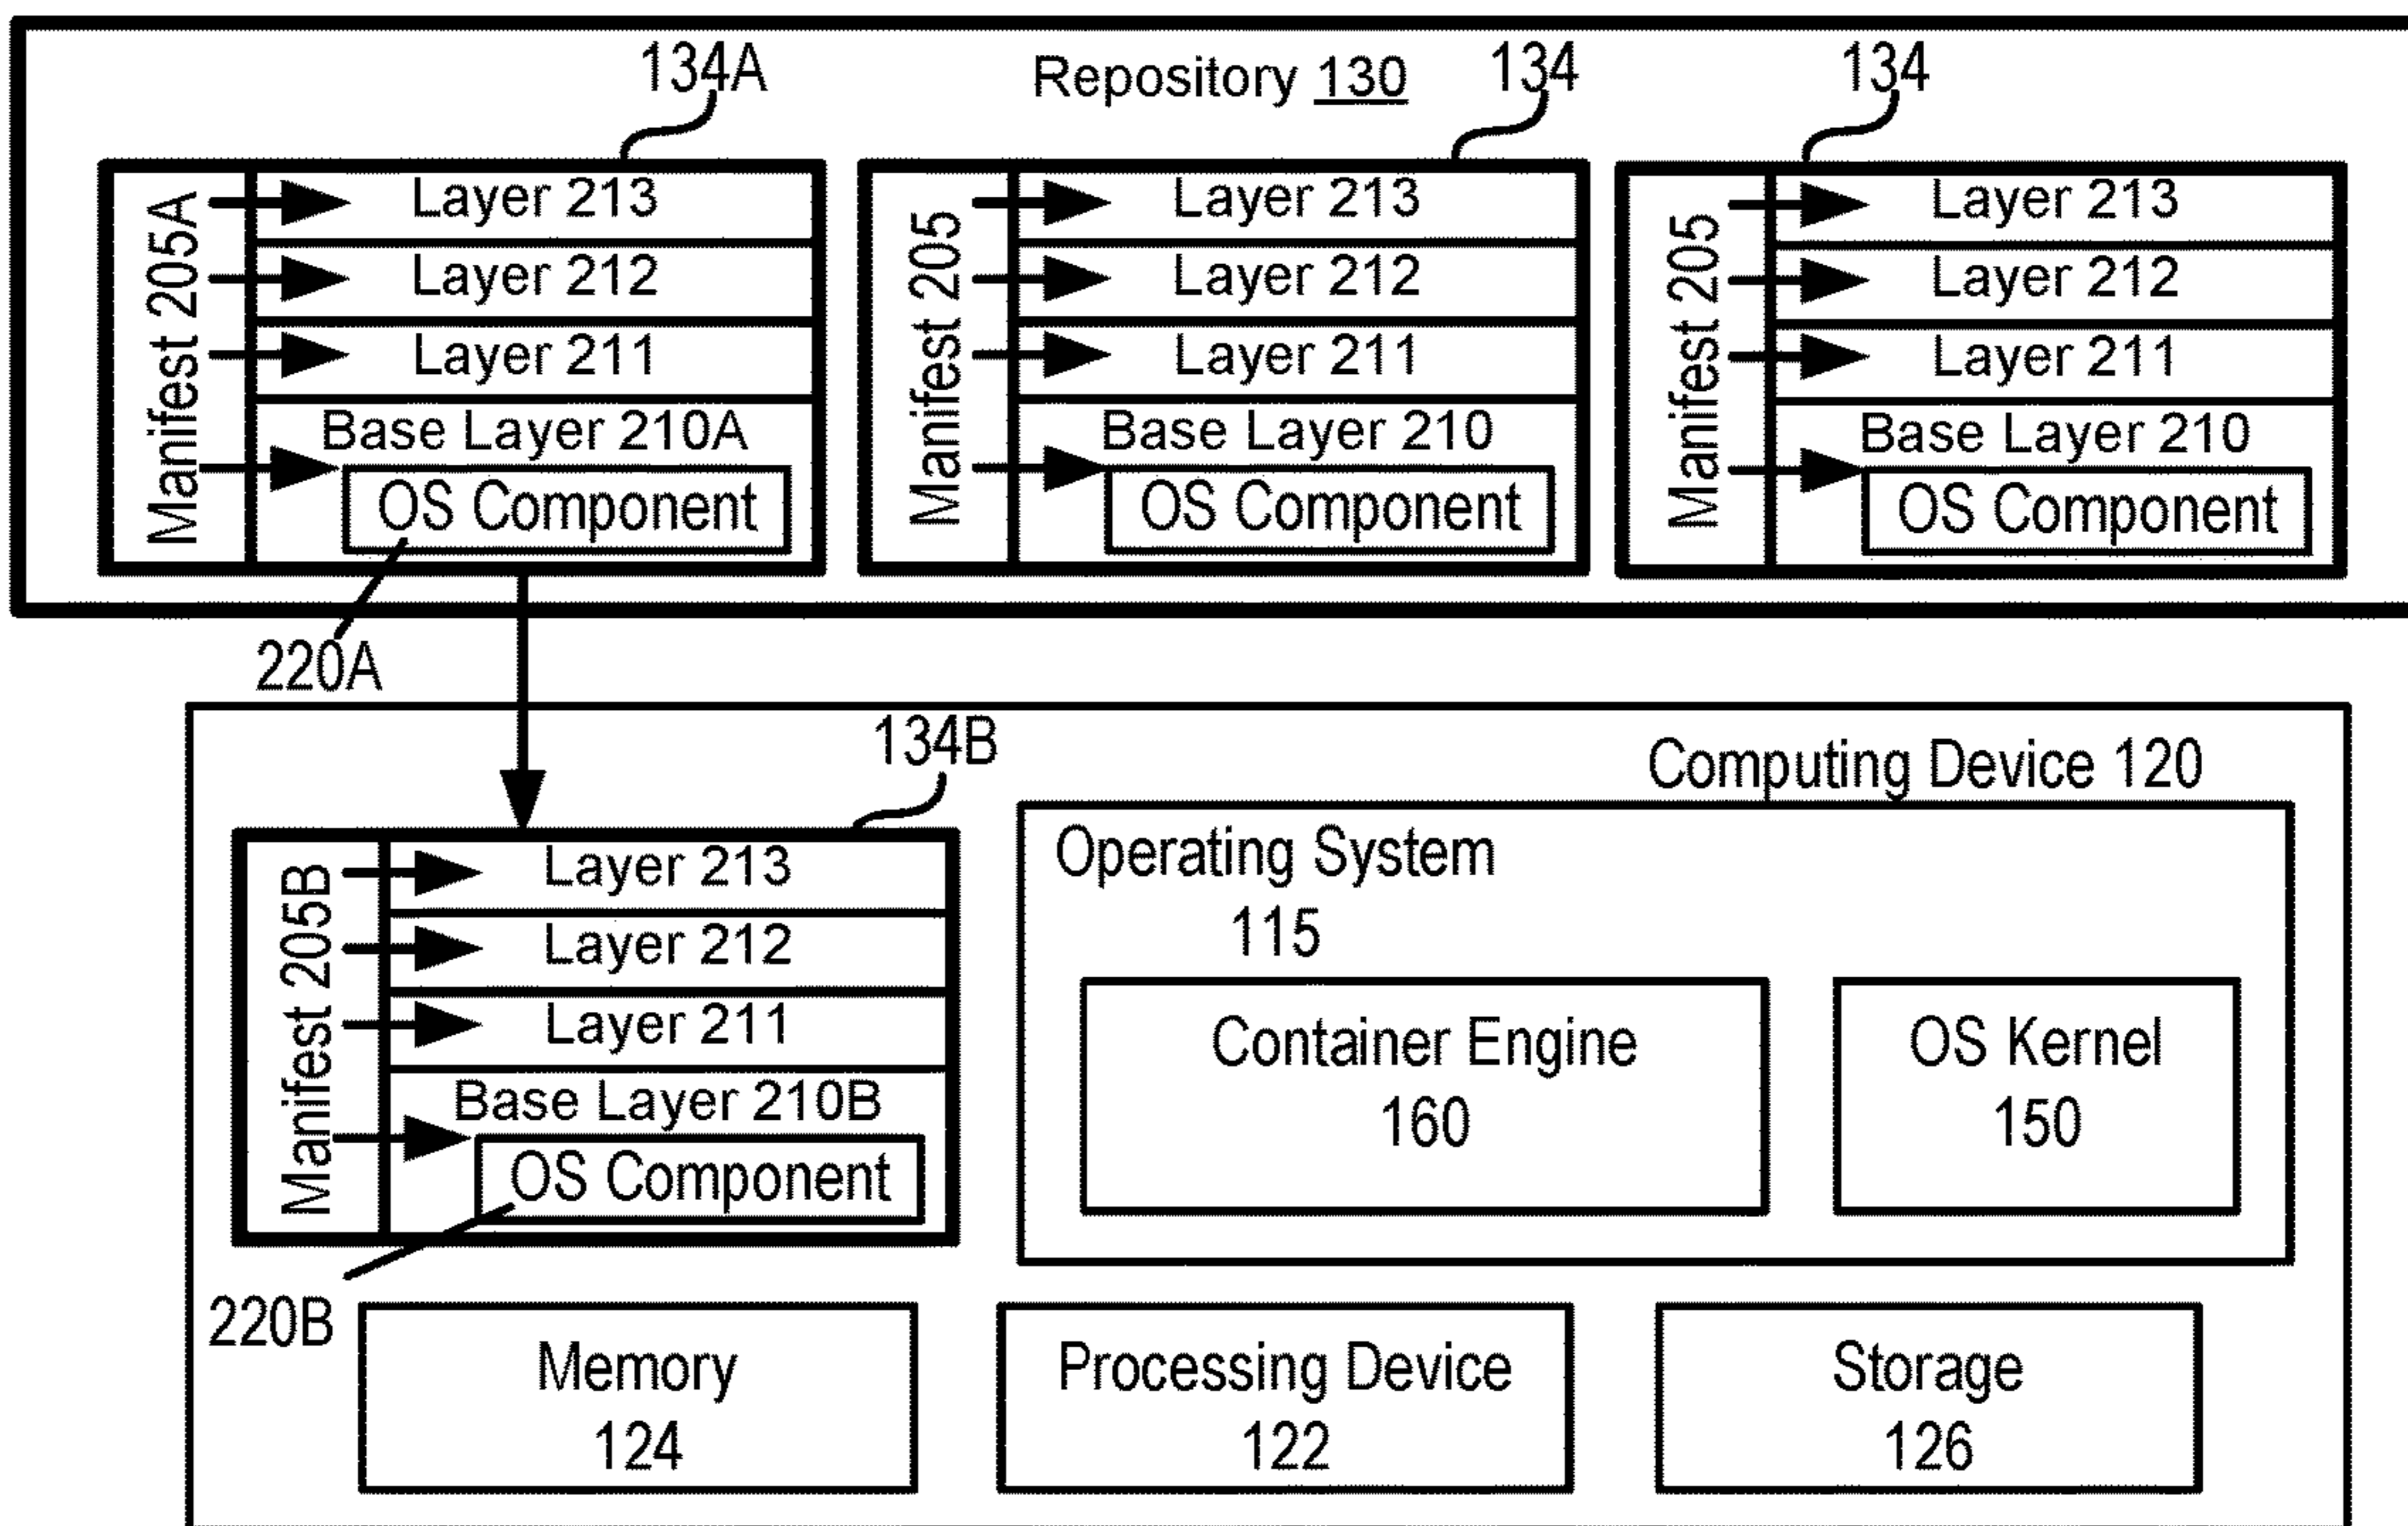 134A
Repository 130
134
134
Manifest 205A
Layer 213
Layer 212
Layer 211
Base Layer 210A
OS Component
Manifest 205
Layer 213
Layer 212
Layer 211
Base Layer 210
OS Component
Manifest 205
Layer 213
Layer 212
Layer 211
Base Layer 210
OS Component
220A
134B
Computing Device 120
Manifest 205B
Layer 213
Layer 212
Layer 211
Base Layer 210B
OS Component
220B
Operating System
115
Container Engine
160
OS Kernel
150
Memory
124
Processing Device
122
Storage
126